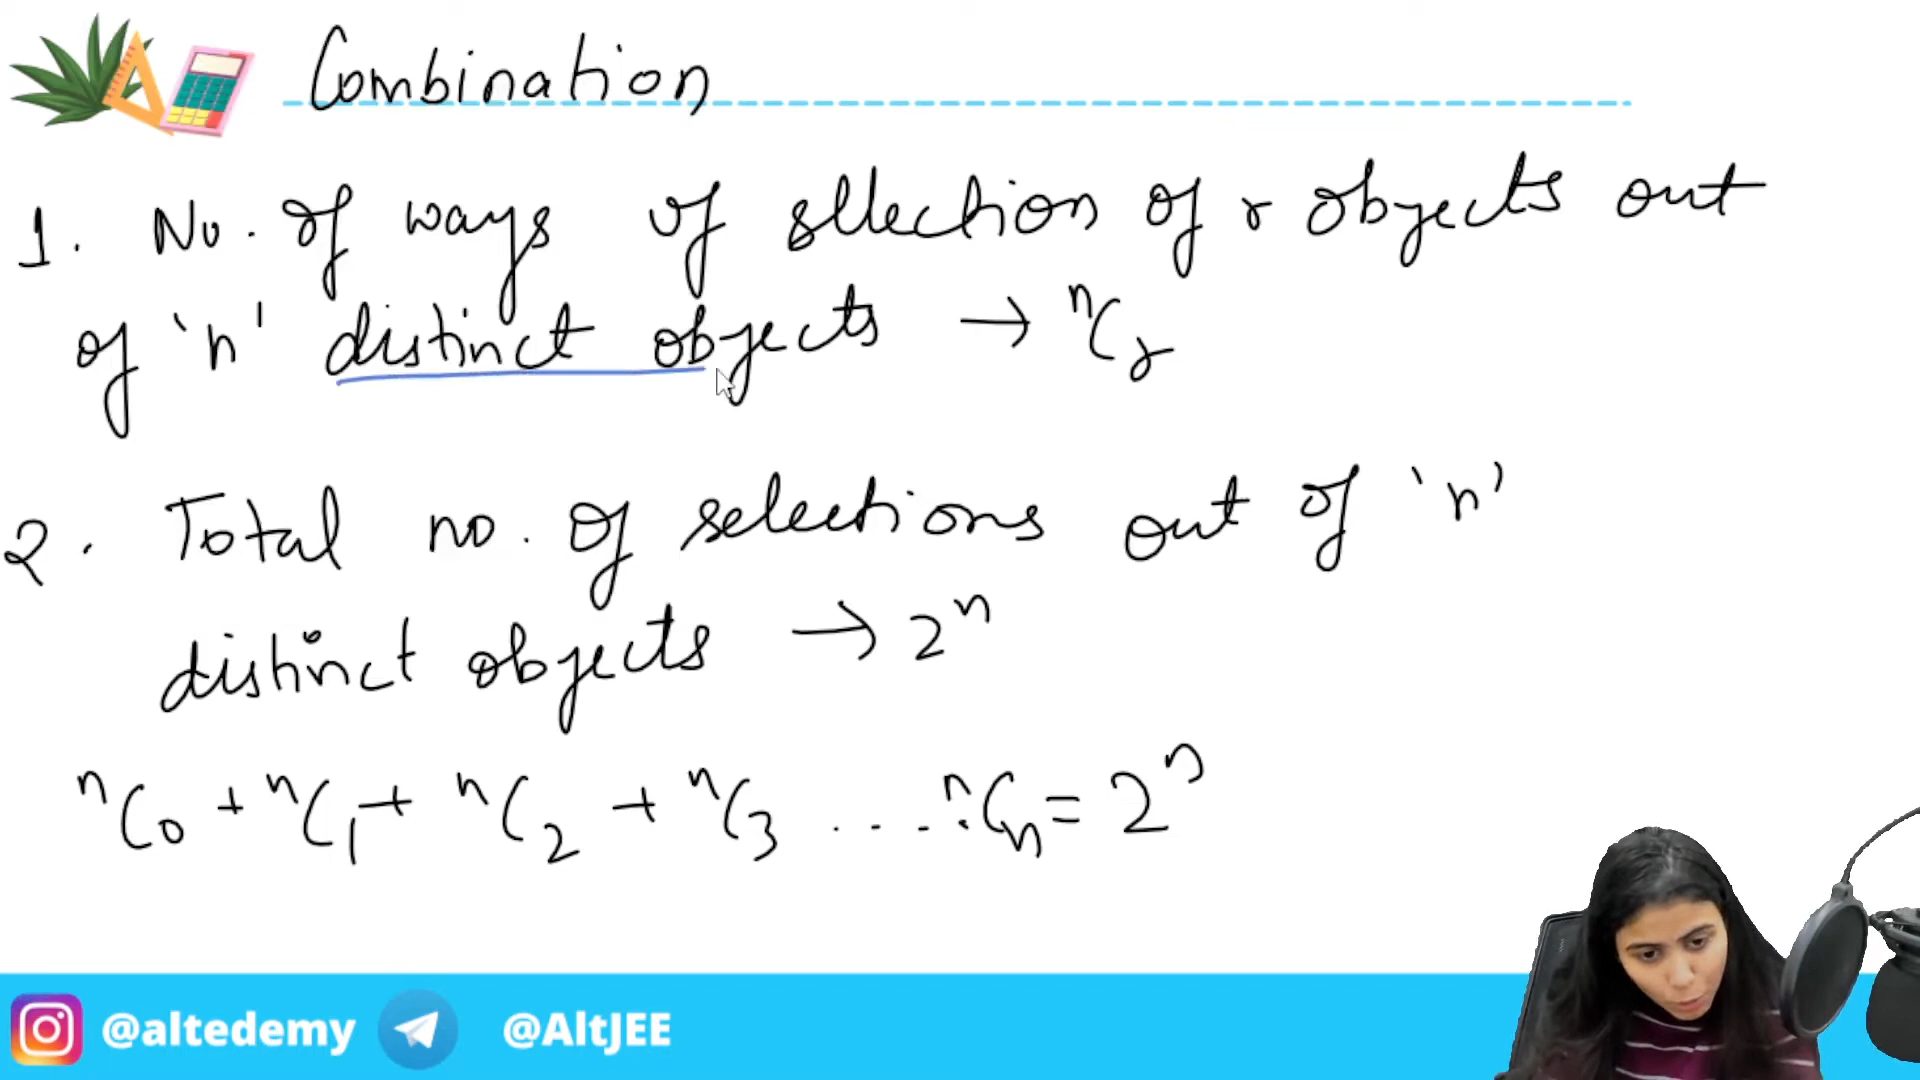 Combination
1. No. of ways of sllection of r objects out
of 'n' distinct objects → ⁿCᵣ
2. Total no. of selections out of 'n'
distinct objects → 2ⁿ
ⁿC₀ + ⁿC₁ + ⁿC₂ + ⁿC₃ ..... ⁿCₙ = 2ⁿ
@altedemy @AltJEE